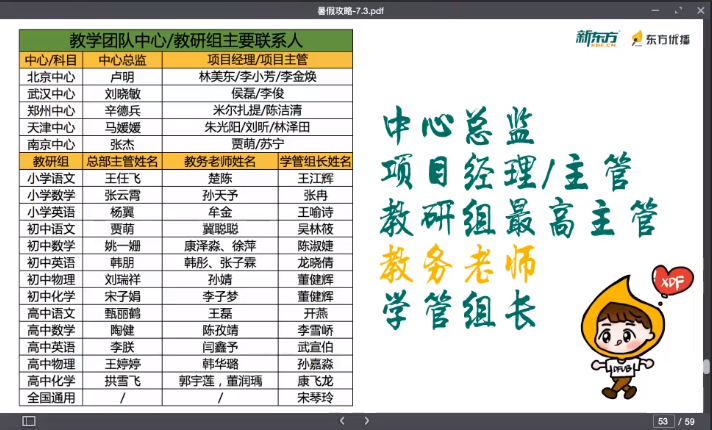 暑假攻略-7.3.pdf
教学团队中心/教研组主要联系人
中心/科目 中心总监 项目经理/项目主管
北京中心 卢明 林美东/李小芳/李金焕
武汉中心 刘晓敏 侯磊/李俊
郑州中心 辛德兵 米尔扎提/陈洁清
天津中心 马媛媛 朱光阳/刘昕/林泽田
南京中心 张杰 贾萌/苏宁
教研组 总部主管姓名 教务老师姓名 学管组长姓名
小学语文 王任飞 楚陈 王江辉
小学数学 张云霄 孙天予 张冉
小学英语 杨翼 牟金 王喻诗
初中语文 贾萌 冀聪聪 吴林筱
初中数学 姚一姗 康泽淼、徐萍 陈淑婕
初中英语 韩朋 韩彤、张子霖 龙晓倩
初中物理 刘瑞祥 孙婧 董健辉
初中化学 宋子娟 李子梦 董健辉
高中语文 甄丽鹤 王磊 开燕
高中数学 陶健 陈孜靖 李雪峤
高中英语 李朕 闫鑫予 武宣伯
高中物理 王婷婷 韩华璐 孙嘉淼
高中化学 拱雪飞 郭宇莲，董润瑀 康飞龙
全国通用 / / 宋琴玲
新东方
XDF.CN
东方优播
中心总监
项目经理/主管
教研组最高主管
教务老师
学管组长
XDF
DFUB
53 / 59